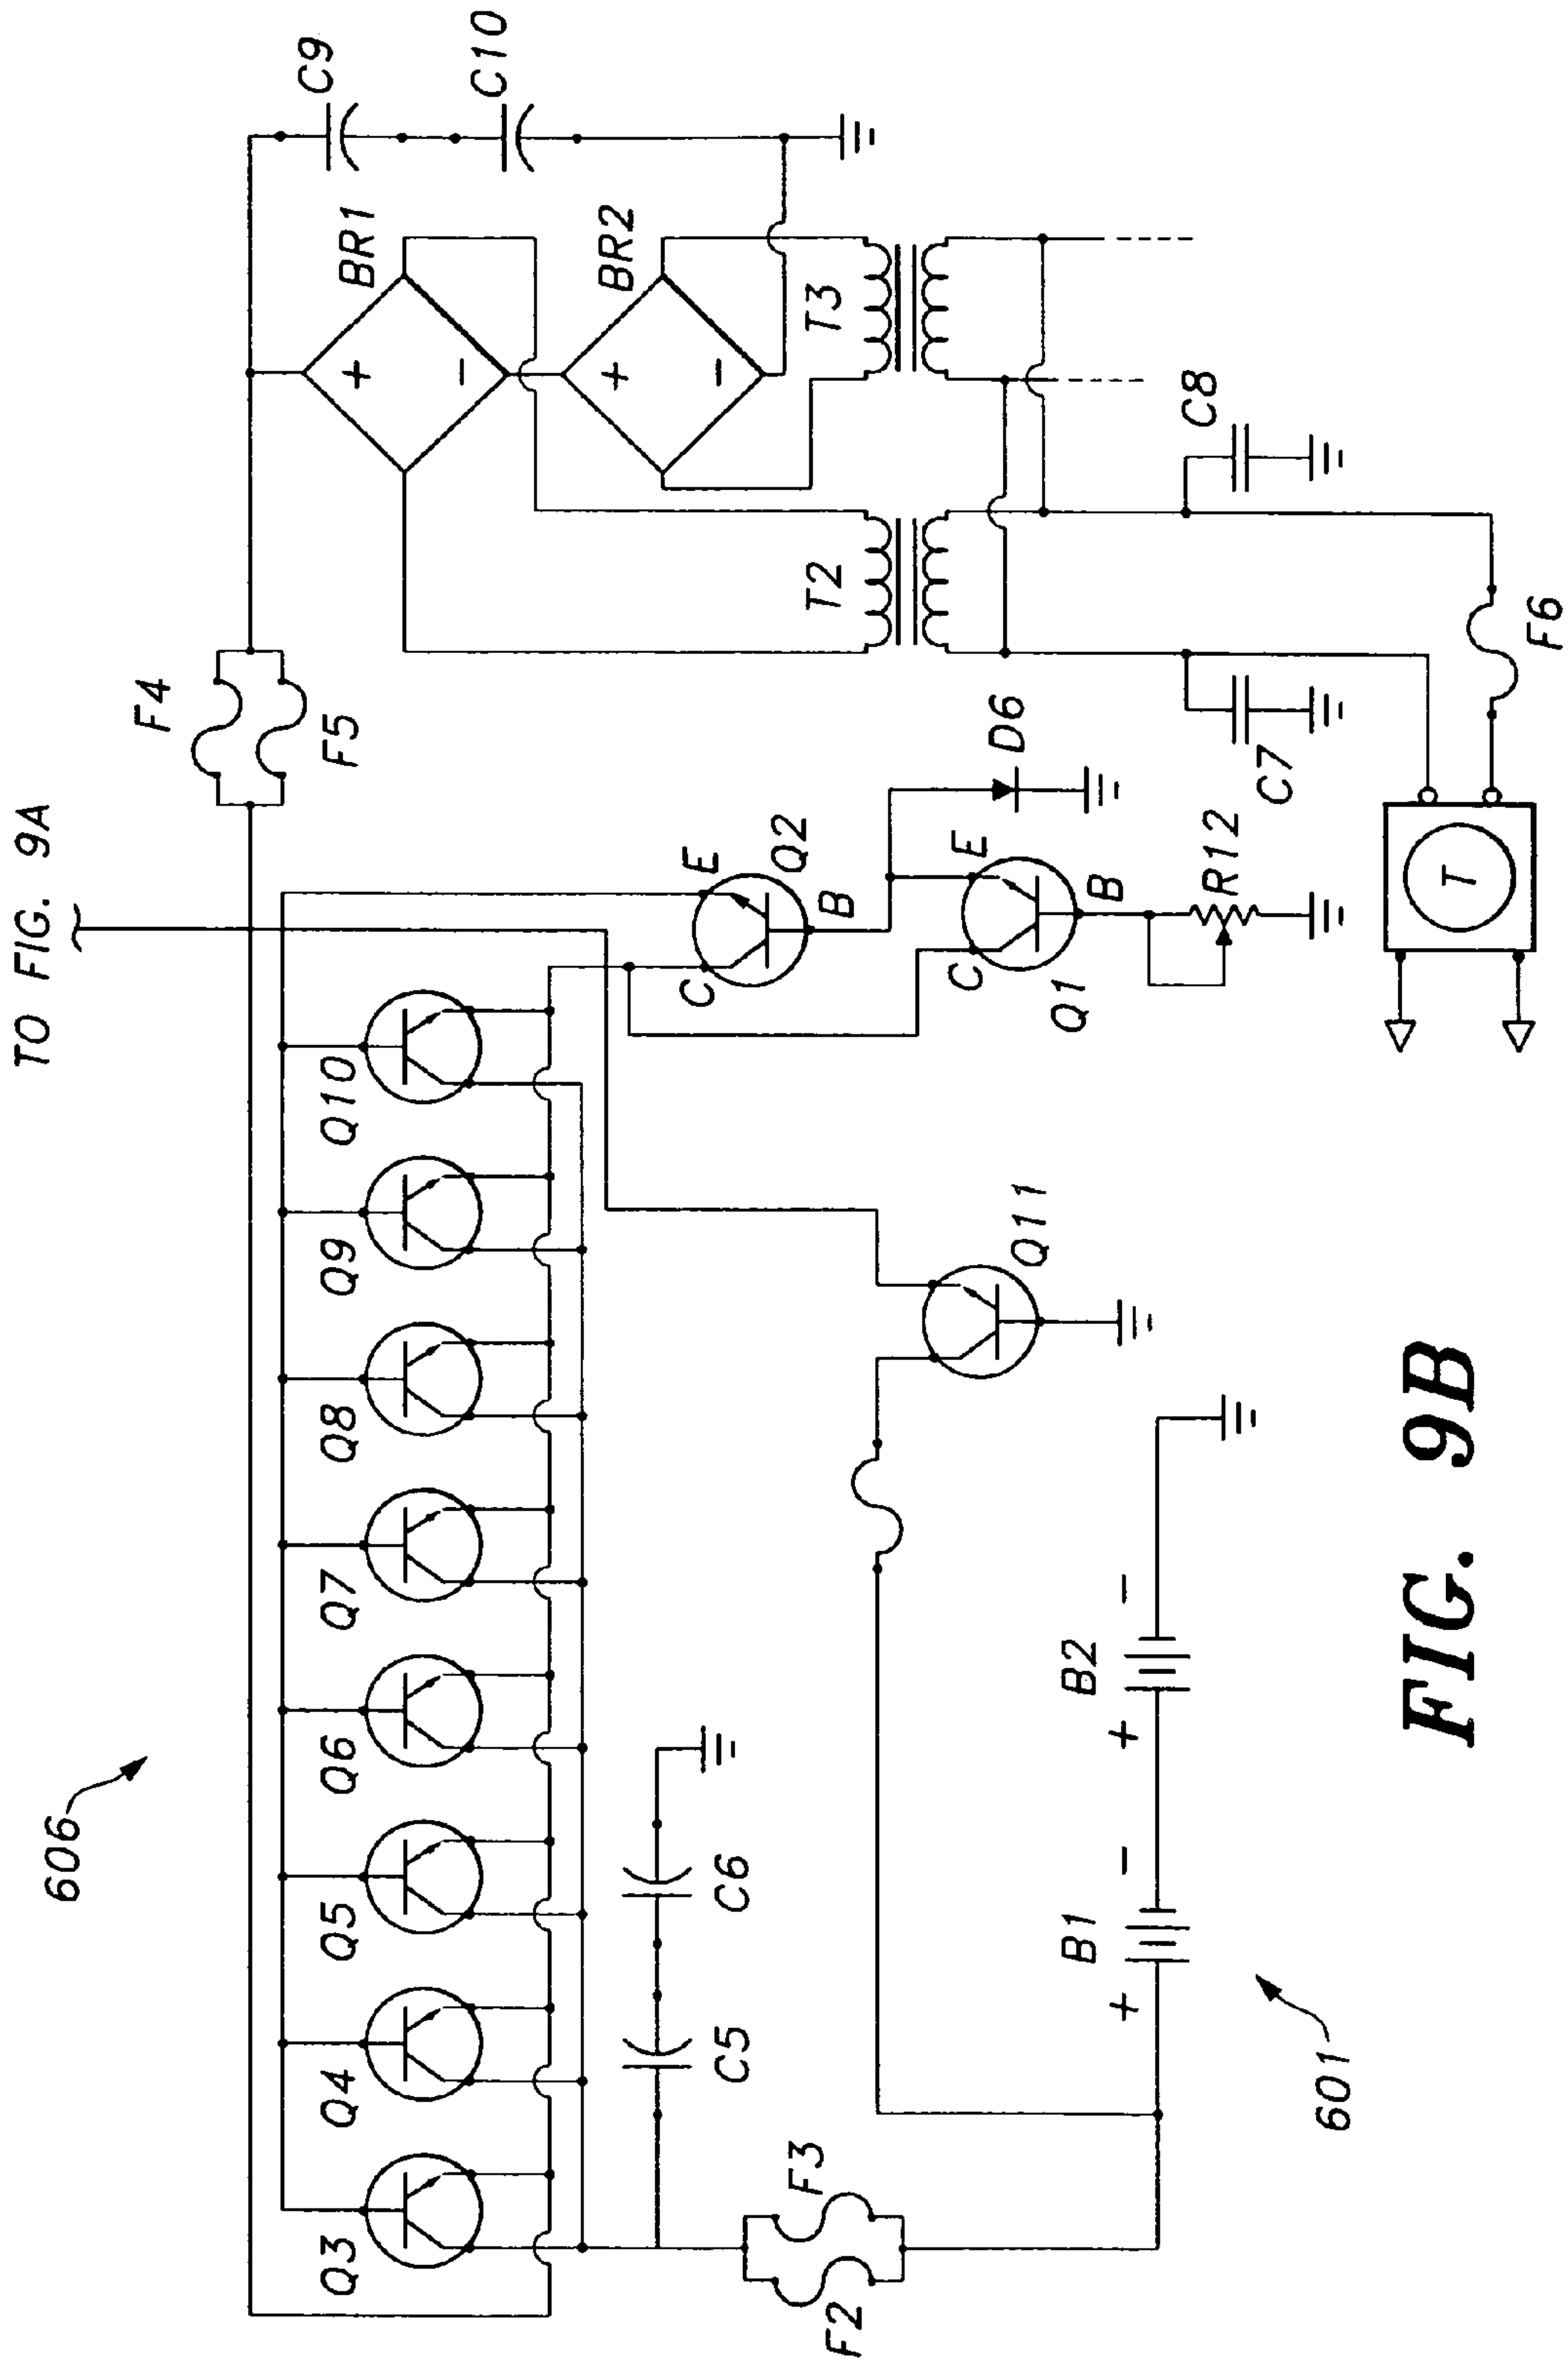 TO FIG. 9A
606
F4
F5
C9
C10
BR1
BR2
+
-
+
-
Q3
Q4
Q5
Q6
Q7
Q8
Q9
Q10
C
E
Q2
B
C
E
Q1
B
D6
R12
T2
T3
C5
C6
C7
C8
F2
F3
Q11
B1
+
-
B2
+
-
601
T
F6
FIG. 9B